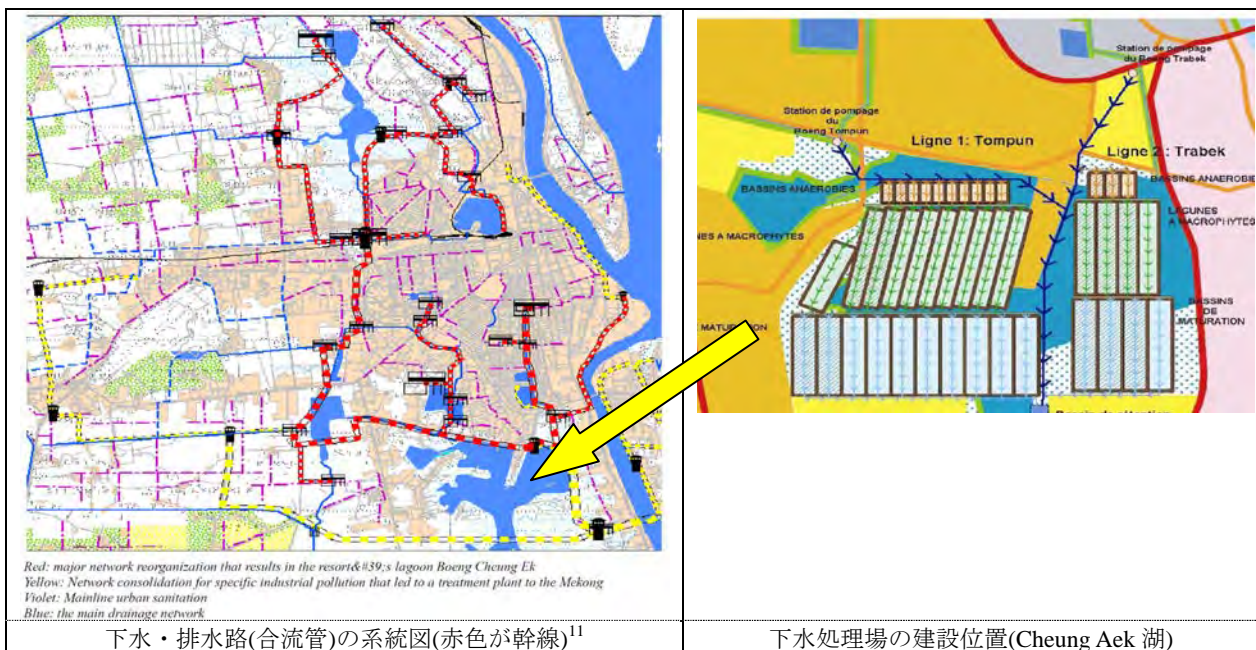 Red: major network reorganization that results in the resort&#39;s lagoon Boeng Cheung Ek
Yellow: Network consolidation for specific industrial pollution that led to a treatment plant to the Mekong
Violet: Mainline urban sanitation
Blue: the main drainage network
下水・排水路(合流管)の系統図(赤色が幹線)11
Station de pompage
du Boeng Trabek
Station de pompage
du
Boeng Tompun
Ligne 1: Tompun
Ligne 2 : Trabek
BASSINS ANAEROBIES
BASSINS ANAEROBIE
LAGUNES
A MACROPHYTES
NES A MACROPHYTES
BASSINS
DE
MATURATION
E MATURATION
下水処理場の建設位置(Cheung Aek 湖)